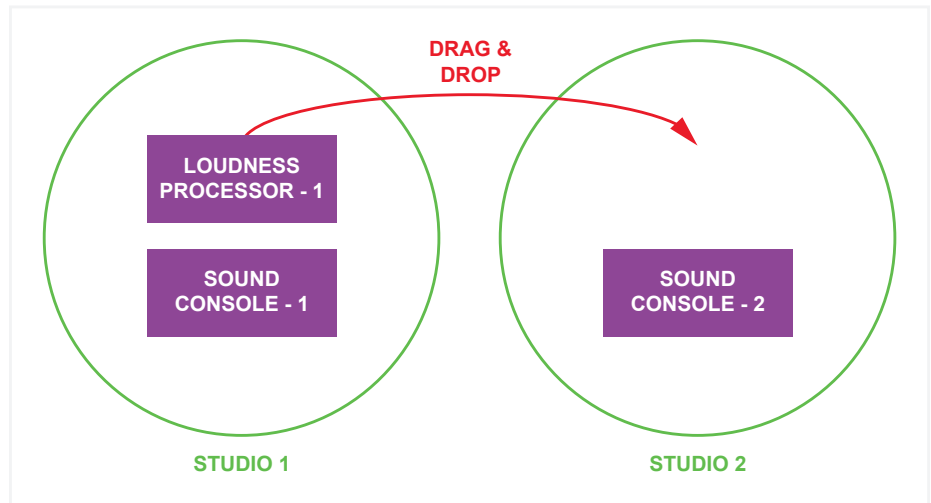 DRAG &
DROP
LOUDNESS
PROCESSOR - 1
SOUND
CONSOLE - 1
SOUND
CONSOLE - 2
STUDIO 1
STUDIO 2